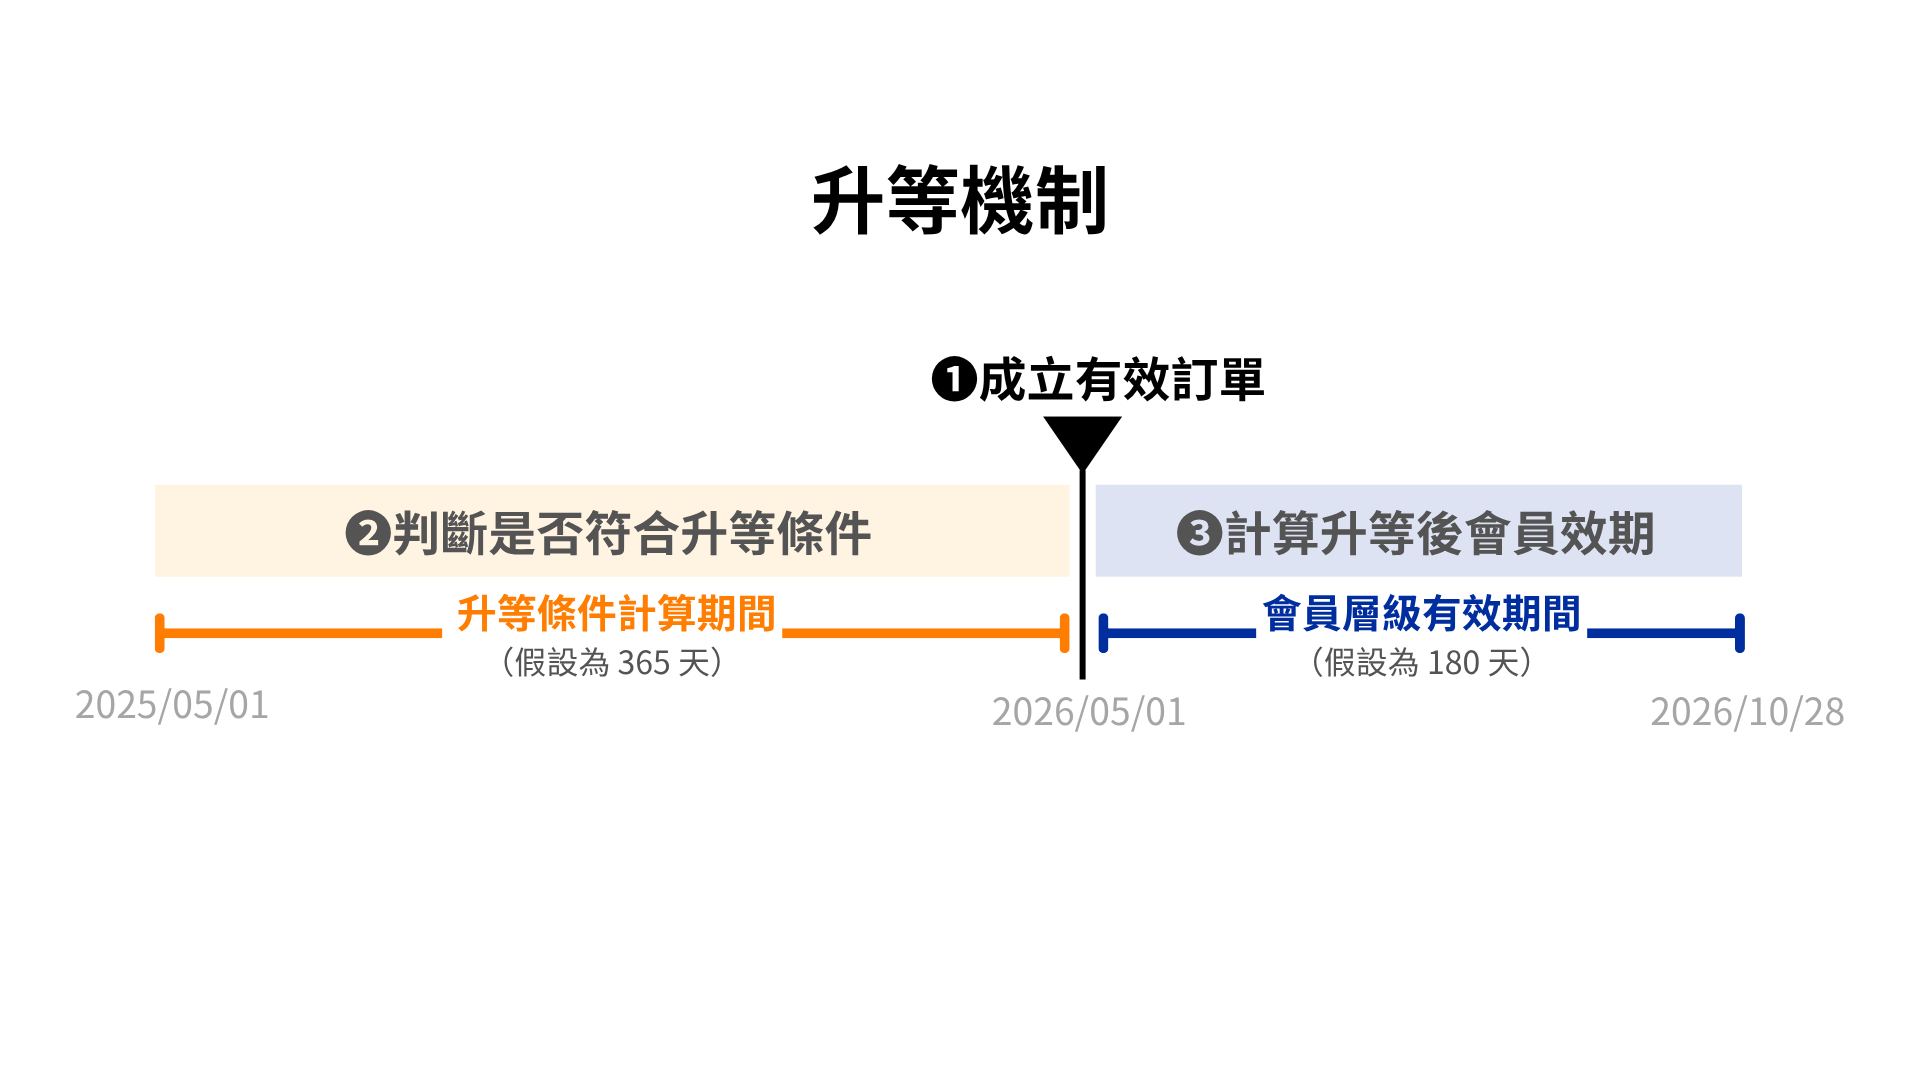 升等機制
❶成立有效訂單
❷判斷是否符合升等條件
❸計算升等後會員效期
升等條件計算期間
會員層級有效期間
（假設為 365 天）
（假設為 180 天）
2025/05/01
2026/05/01
2026/10/28